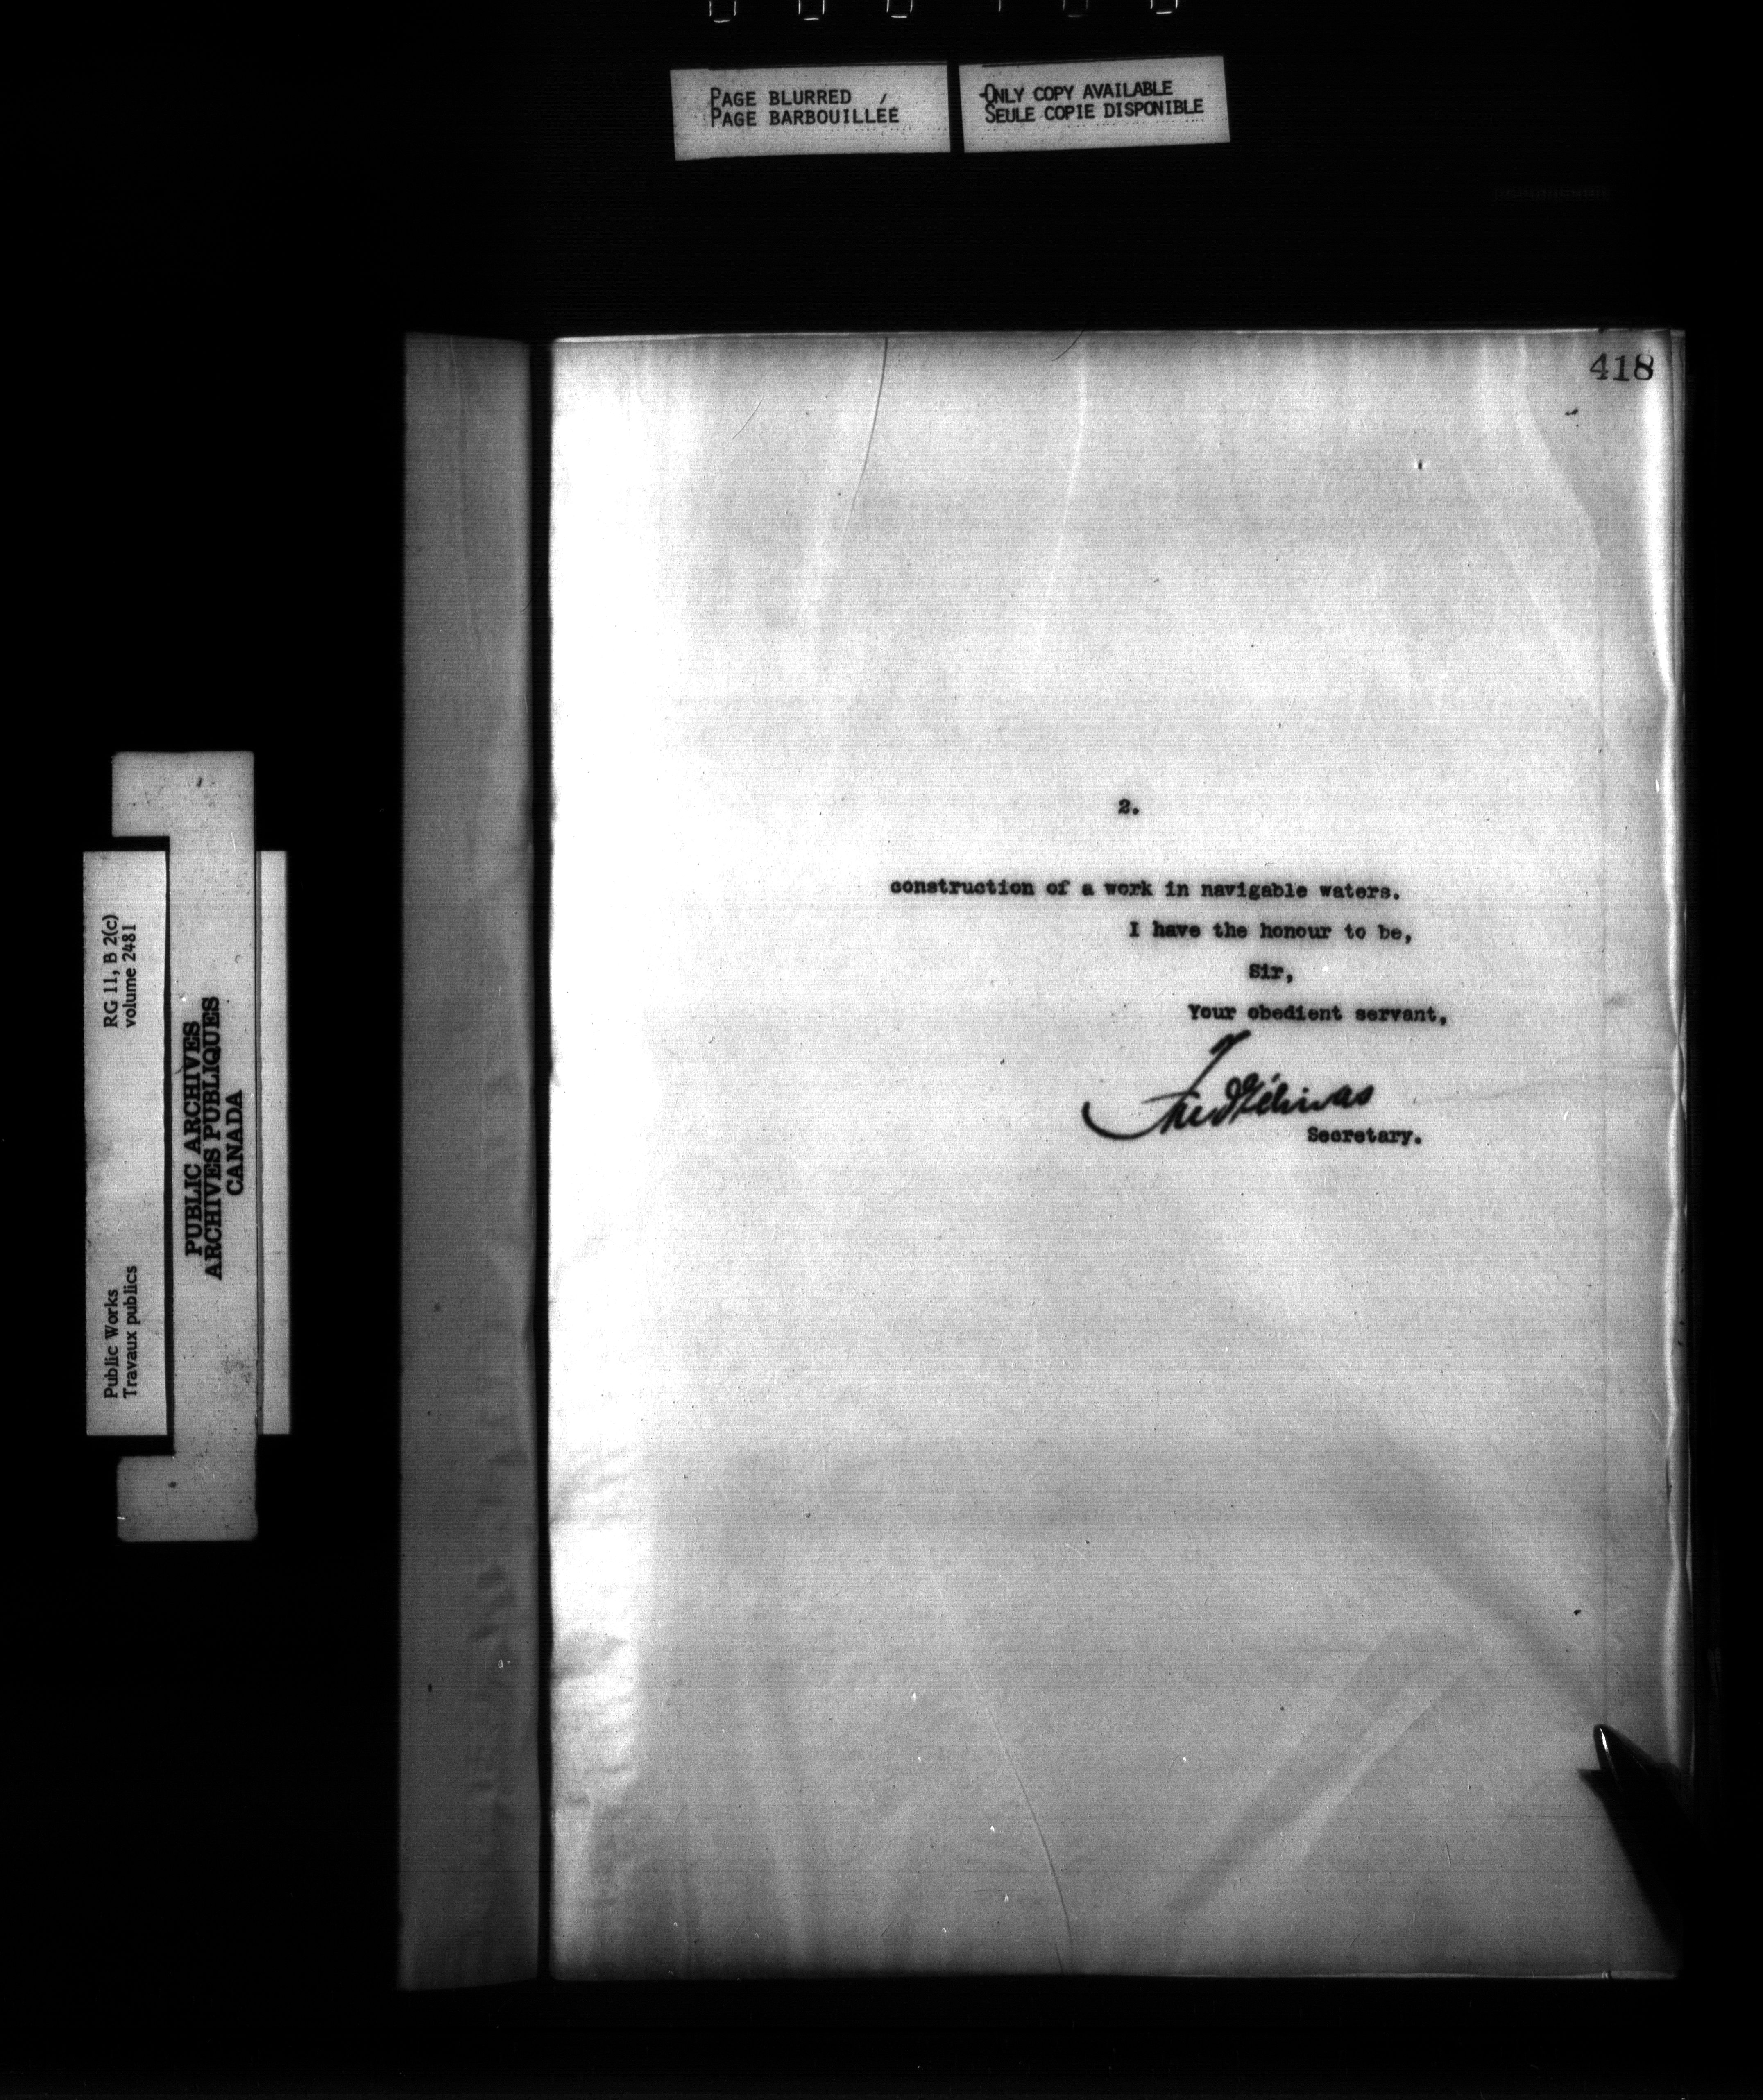 PAGE BLURRED
PAGE BARBOUILLÉE
ONLY COPY AVAILABLE
SEULE COPIE DISPONIBLE
418
2.
construction of a work in navigable waters.
I have the honour to be,
Sir,
Your obedient servant,
Fred Gélinas
Secretary.
RG 11, B 2(c)
volume 2481
Public Works
Travaux publics
PUBLIC ARCHIVES
ARCHIVES PUBLIQUES
CANADA